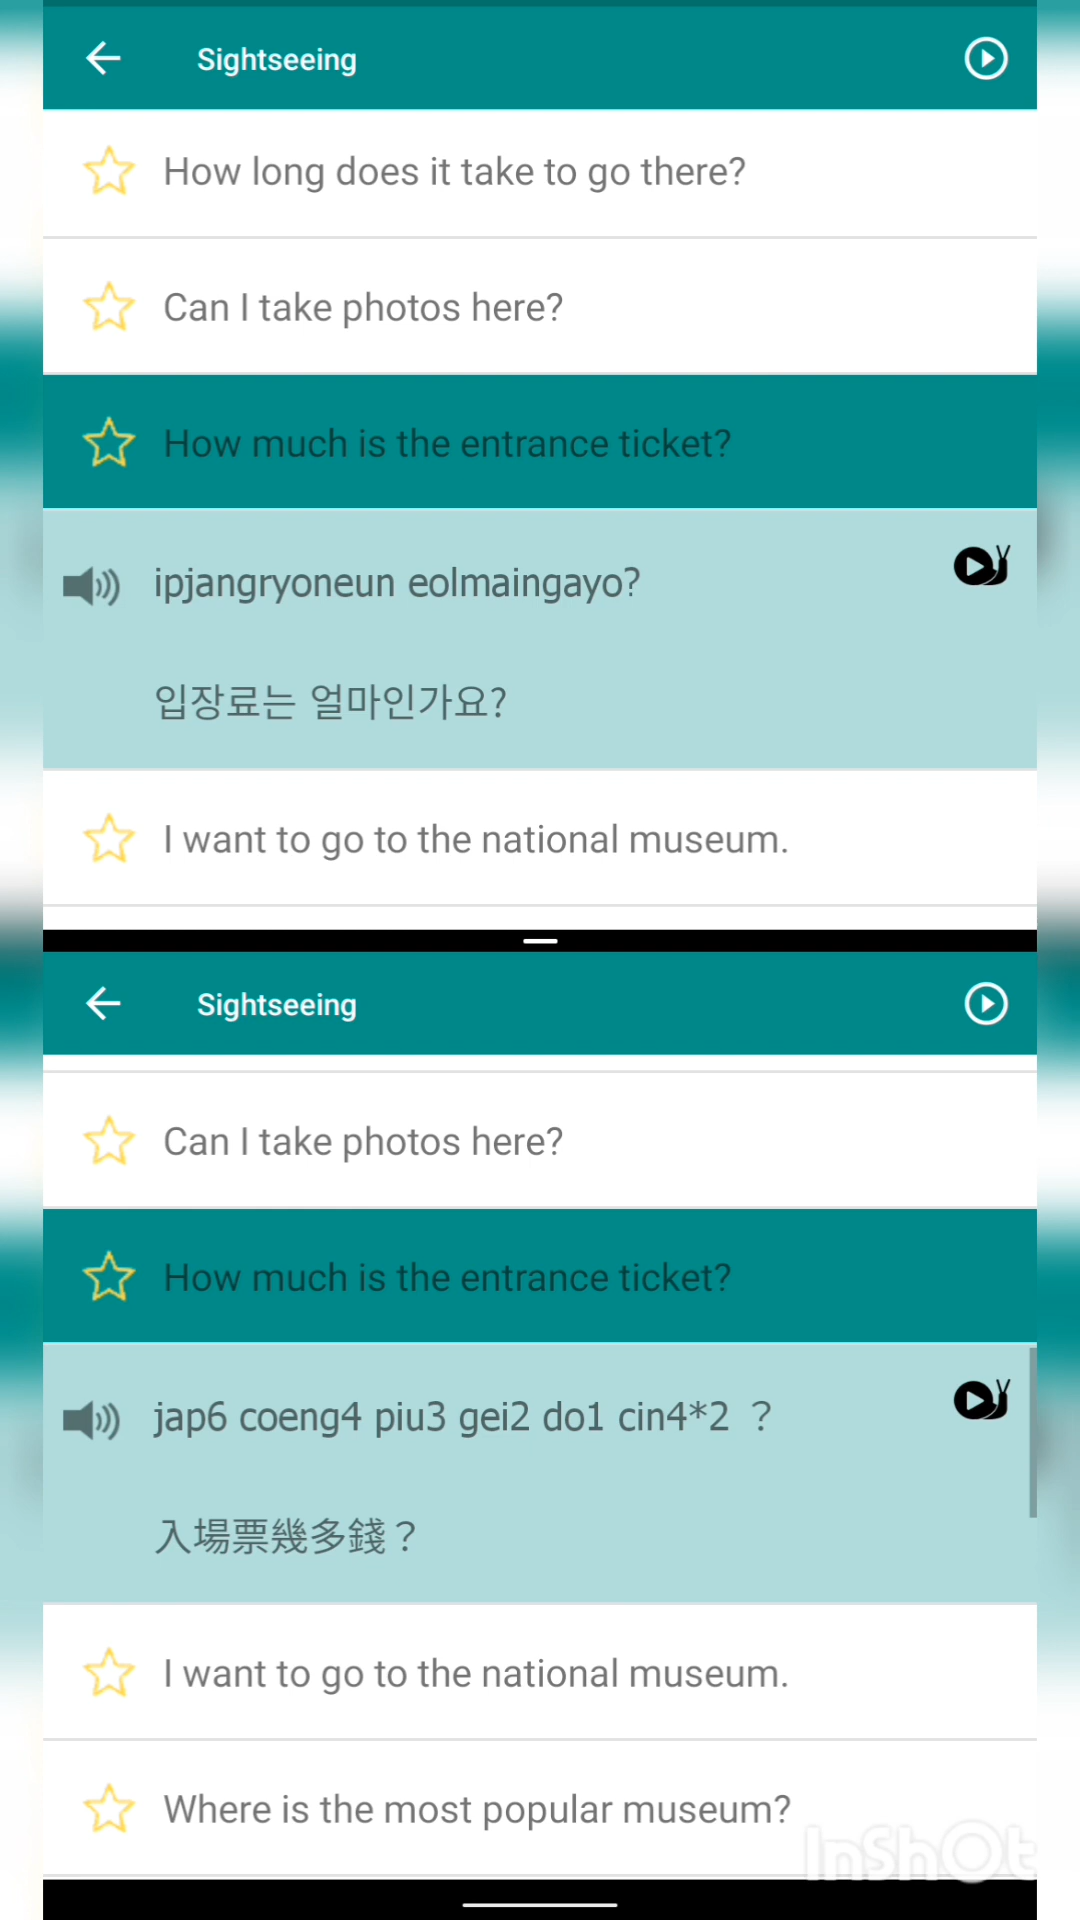 Sightseeing
How long does it take to go there?
Can I take photos here?
How much is the entrance ticket?
ipjangryoneun eolmaingayo?
입장료는 얼마인가요?
I want to go to the national museum.
Sightseeing
Can I take photos here?
How much is the entrance ticket?
jap6 coeng4 piu3 gei2 do1 cin4*2 ？
入場票幾多錢？
I want to go to the national museum.
Where is the most popular museum?
InShOt